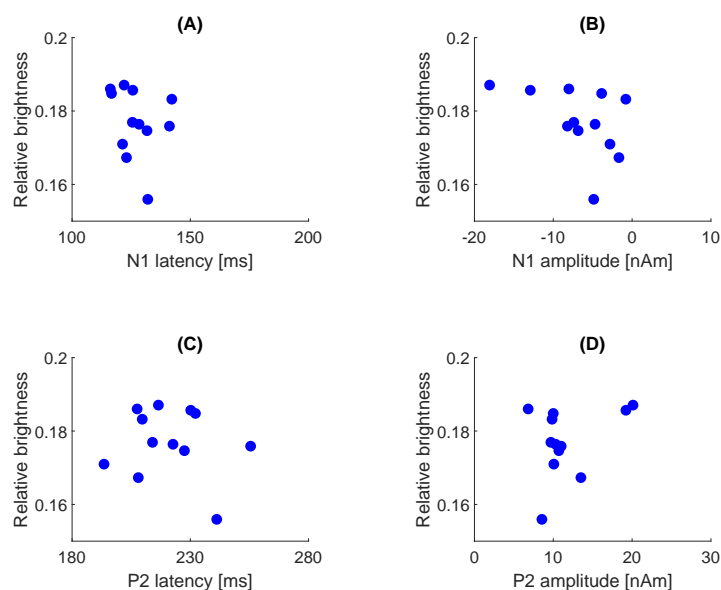 (A)
0.2
0.18
0.16
Relative brightness
100 150 200
N1 latency [ms]
(B)
0.2
0.18
0.16
Relative brightness
-20 -10 0 10
N1 amplitude [nAm]
(C)
0.2
0.18
0.16
Relative brightness
180 230 280
P2 latency [ms]
(D)
0.2
0.18
0.16
Relative brightness
0 10 20 30
P2 amplitude [nAm]